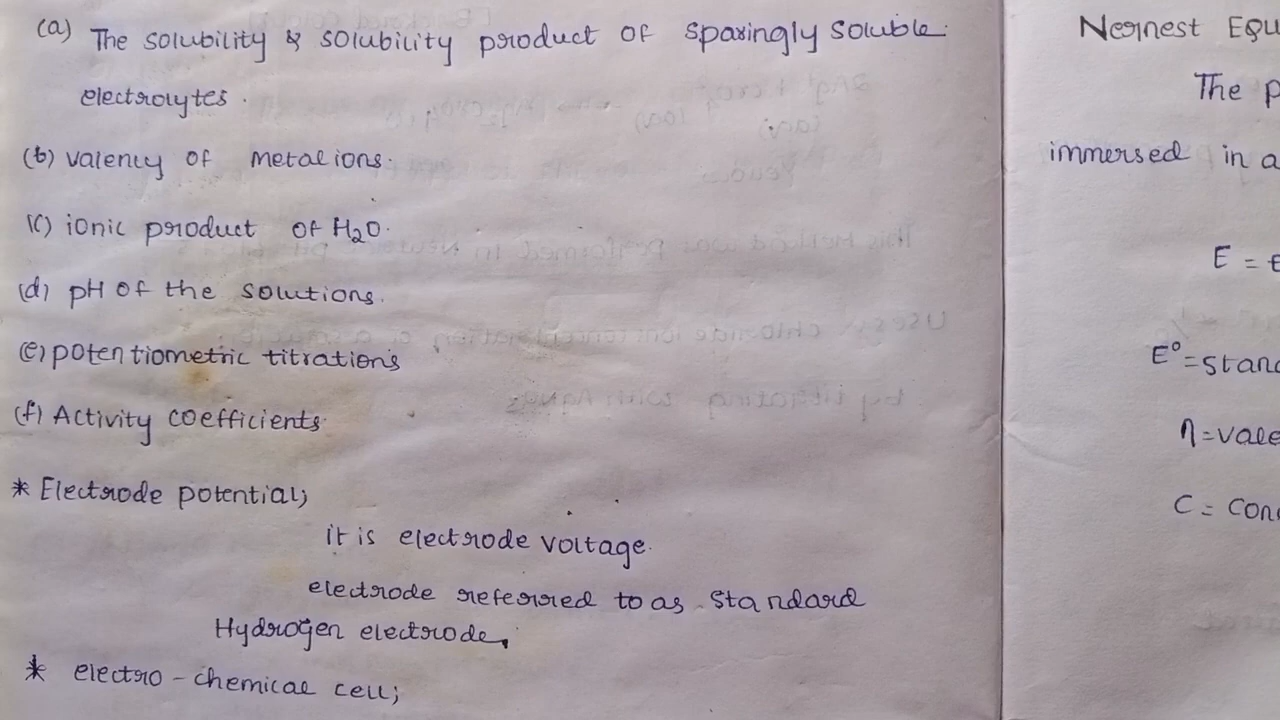 (a) The solubility & solubility product of sparingly soluble.
electrolytes.
(b) valency of metal ions.
(c) ionic product of H₂O.
(d) pH of the solutions.
(e) potentiometric titrations
(f) Activity coefficients.
* Electrode potential;
it is electrode voltage.
electrode referred to as standard
Hydrogen electrode,
* electro-chemical cell;
Nernest Equ
The p
immersed in a
E =
E° = stand
n = vale
C = con